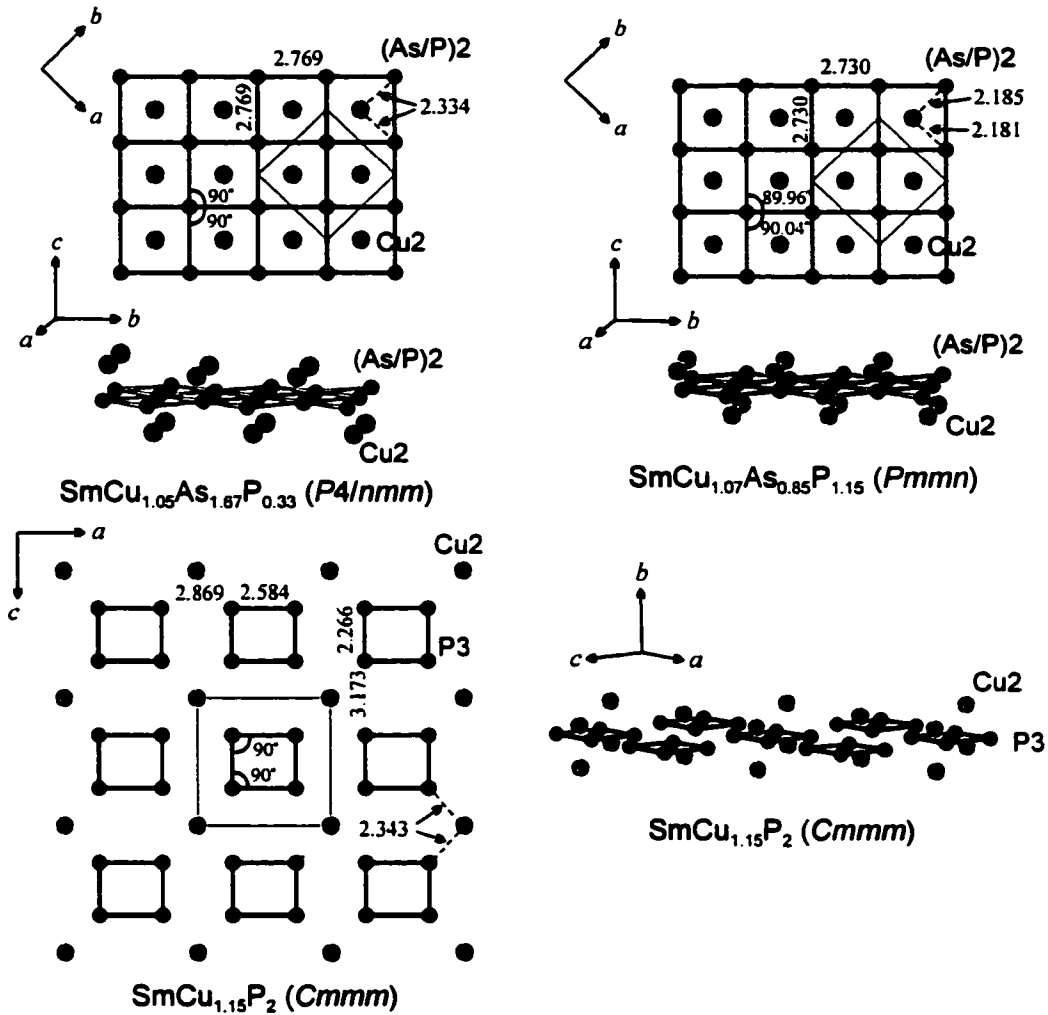 b
a
2.769
(As/P)2
2.769
2.334
90°
90°
Cu2
c
a
b
(As/P)2
Cu2
SmCu₁.₀₅As₁.₆₇P₀.₃₃ (P4/nmm)
b
a
2.730
(As/P)2
2.730
2.185
2.181
89.96°
90.04°
Cu2
c
a
b
(As/P)2
Cu2
SmCu₁.₀₇As₀.₈₅P₁.₁₅ (Pmmn)
a
c
Cu2
2.869 2.584
2.266
P3
3.173
90°
90°
2.343
SmCu₁.₁₅P₂ (Cmmm)
b
c
a
Cu2
P3
SmCu₁.₁₅P₂ (Cmmm)